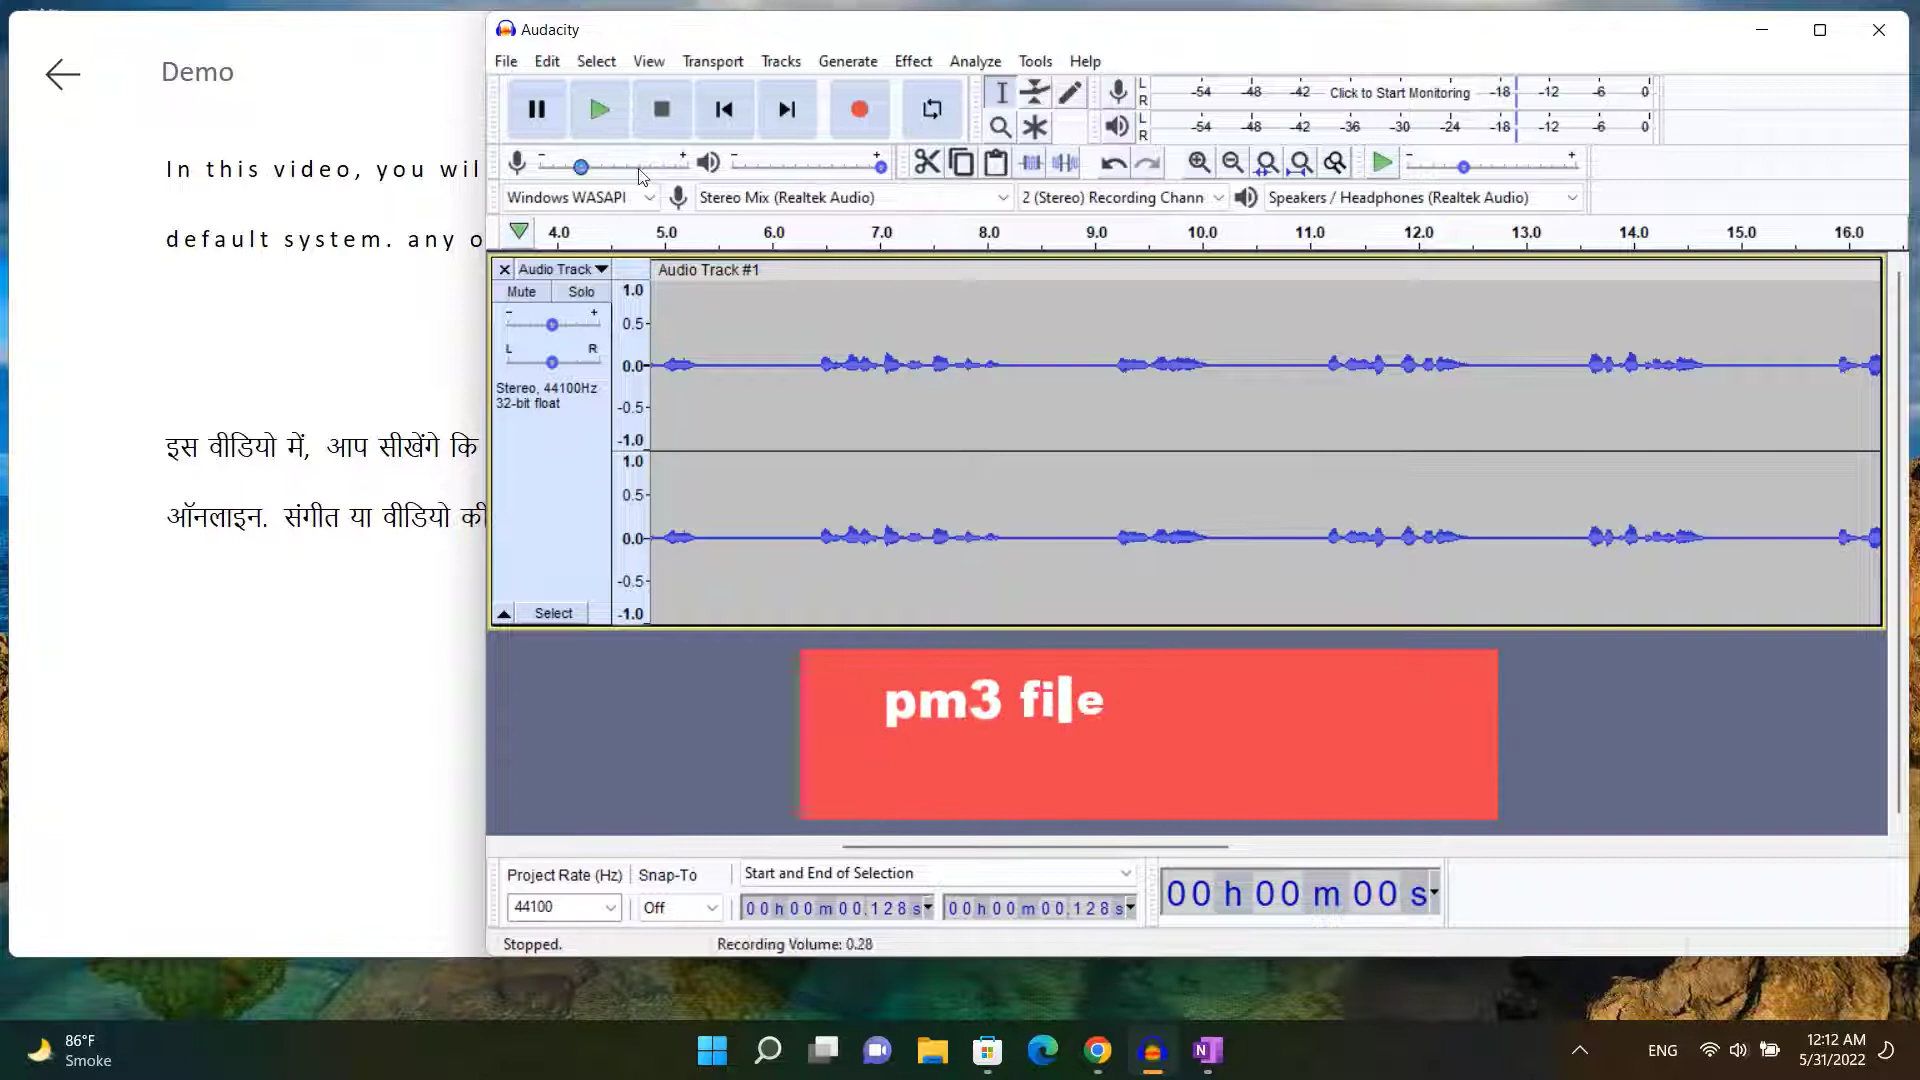 Demo
In this video, you wil
default system. any o
इस वीडियो में, आप सीखेंगे कि
ऑनलाइन. संगीत या वीडियो की
Audacity
File Edit Select View Transport Tracks Generate Effect Analyze Tools Help
L R -54 -48 -42 Click to Start Monitoring -18 -12 -6 0
L R -54 -48 -42 -36 -30 -24 -18 -12 -6 0
Windows WASAPI Stereo Mix (Realtek Audio) 2 (Stereo) Recording Chann Speakers / Headphones (Realtek Audio)
4.0 5.0 6.0 7.0 8.0 9.0 10.0 11.0 12.0 13.0 14.0 15.0 16.0
Audio Track Audio Track #1
Mute Solo
L R
Stereo, 44100Hz
32-bit float
1.0
0.5
0.0
-0.5
-1.0
1.0
0.5
0.0
-0.5
-1.0
Select
pm3 file
Project Rate (Hz) Snap-To Start and End of Selection
44100 Off 00 h 00 m 00.128 s 00 h 00 m 00.128 s
00 h 00 m 00 s
Stopped. Recording Volume: 0.28
86°F
Smoke
ENG
12:12 AM
5/31/2022